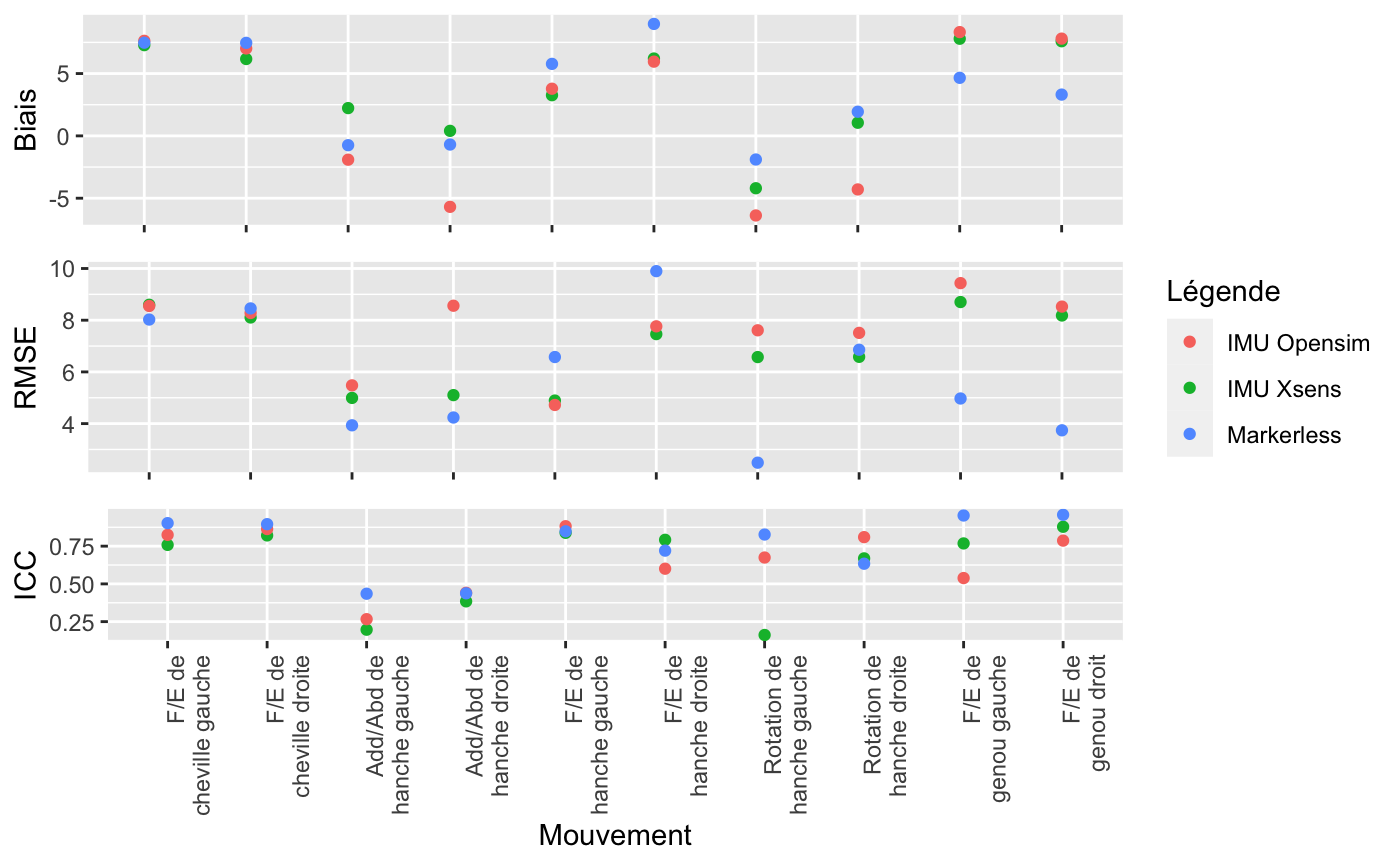 Biais
5
0
-5
RMSE
10
8
6
4
ICC
0.75
0.50
0.25
F/E de
cheville gauche
F/E de
cheville droite
Add/Abd de
hanche gauche
Add/Abd de
hanche droite
F/E de
hanche gauche
F/E de
hanche droite
Rotation de
hanche gauche
Rotation de
hanche droite
F/E de
genou gauche
F/E de
genou droit
Mouvement
Légende
IMU Opensim
IMU Xsens
Markerless